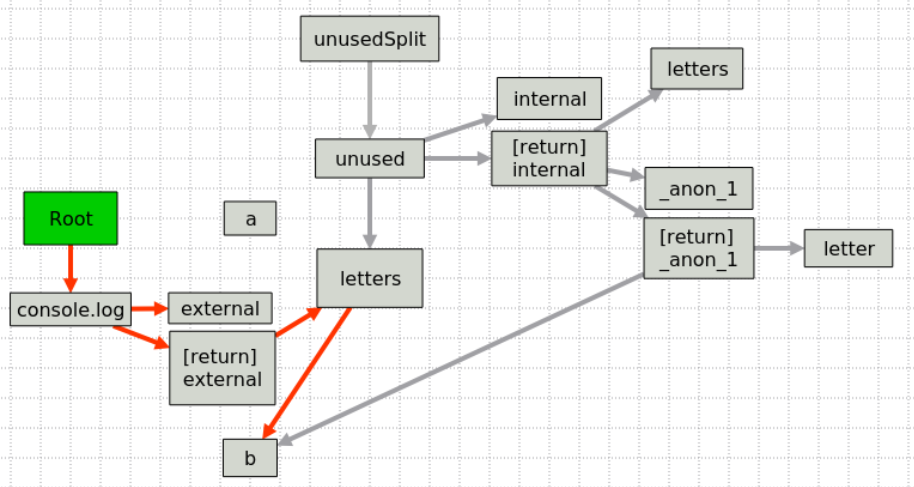 unusedSplit
letters
internal
unused
[return]
internal
_anon_1
Root
a
[return]
_anon_1
letter
letters
console.log
external
[return]
external
b